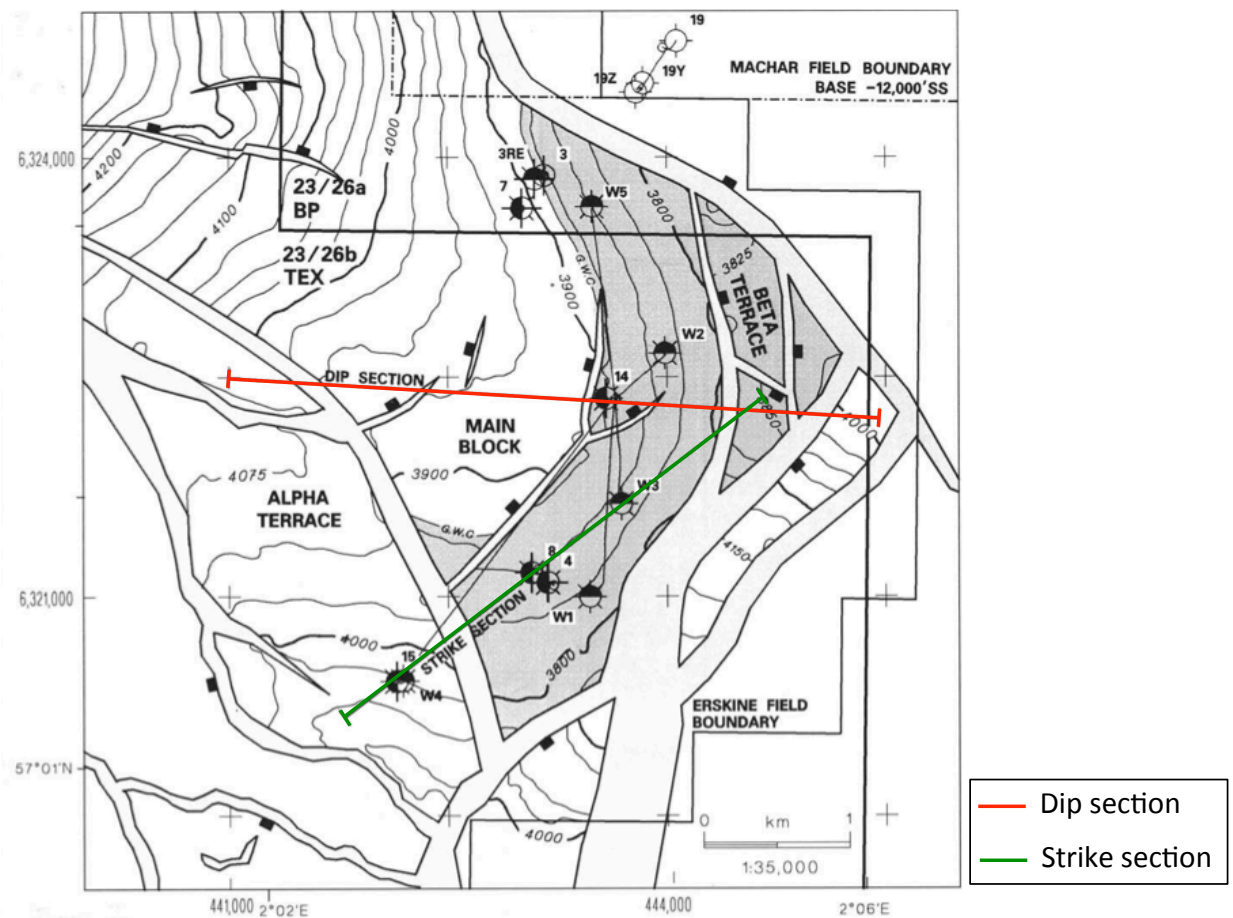 19
19Y
19Z
MACHAR FIELD BOUNDARY
BASE -12,000'SS
6,324,000
4200
4000
4100
23/26a
BP
23/26b
TEX
3RE
3
7
W5
3800
G.W.C
3900
3825
BETA
TERRACE
W2
DIP SECTION
14
3850
4000
MAIN
BLOCK
3900
4075
ALPHA
TERRACE
G.W.C
W3
4150
8
4
6,321,000
W1
STRIKE SECTION
4000
15
W4
3800
ERSKINE FIELD
BOUNDARY
57°01'N
4000
0 km 1
1:35,000
Dip section
Strike section
441,000 2°02'E
444,000 2°06'E